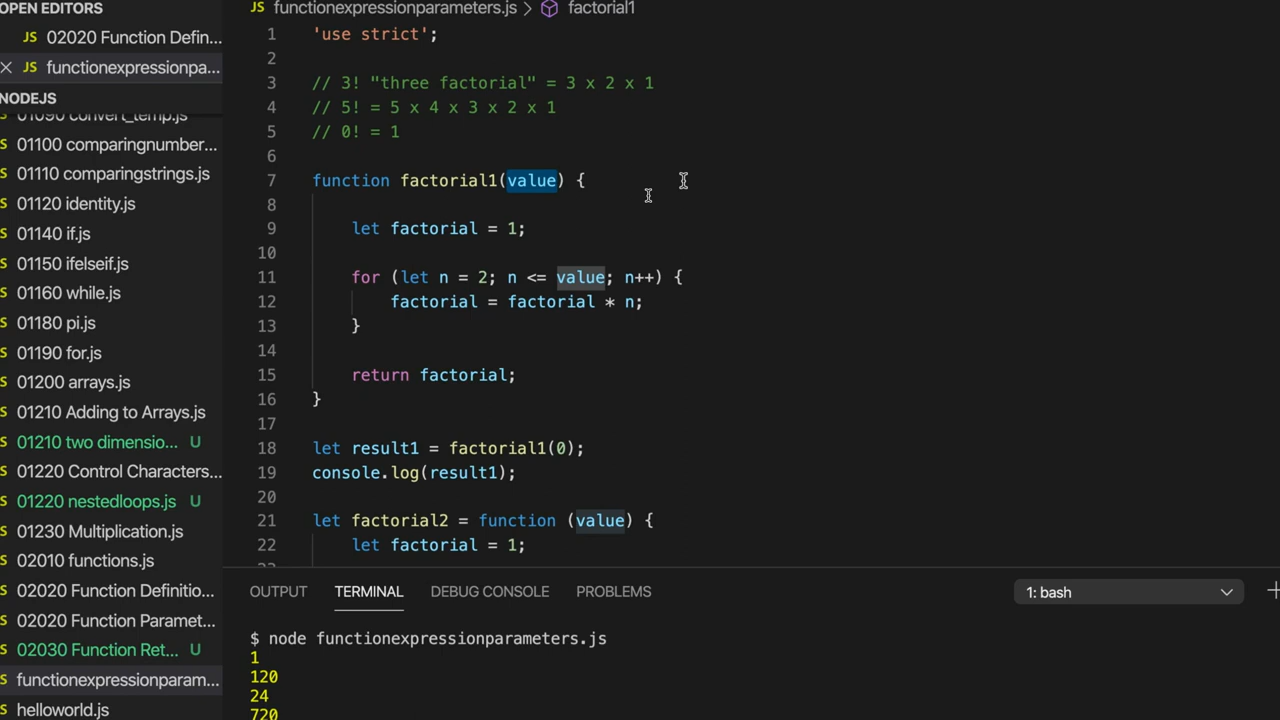 OPEN EDITORS
JS 02020 Function Defin...
JS functionexpressionpa...
NODEJS
S 01090 convert_temp.js
S 01100 comparingnumber...
S 01110 comparingstrings.js
S 01120 identity.js
S 01140 if.js
S 01150 ifelseif.js
S 01160 while.js
S 01180 pi.js
S 01190 for.js
S 01200 arrays.js
S 01210 Adding to Arrays.js
S 01210 two dimensio... U
S 01220 Control Characters...
S 01220 nestedloops.js U
S 01230 Multiplication.js
S 02010 functions.js
S 02020 Function Definitio...
S 02020 Function Paramet...
S 02030 Function Ret... U
S functionexpressionparam...
S helloworld.js
JS functionexpressionparameters.js > factorial1
1 'use strict';
2
3 // 3! "three factorial" = 3 x 2 x 1
4 // 5! = 5 x 4 x 3 x 2 x 1
5 // 0! = 1
6
7 function factorial1(value) {
8
9 let factorial = 1;
10
11 for (let n = 2; n <= value; n++) {
12 factorial = factorial * n;
13 }
14
15 return factorial;
16 }
17
18 let result1 = factorial1(0);
19 console.log(result1);
20
21 let factorial2 = function (value) {
22 let factorial = 1;
OUTPUT TERMINAL DEBUG CONSOLE PROBLEMS 1: bash
$ node functionexpressionparameters.js
1
120
24
720